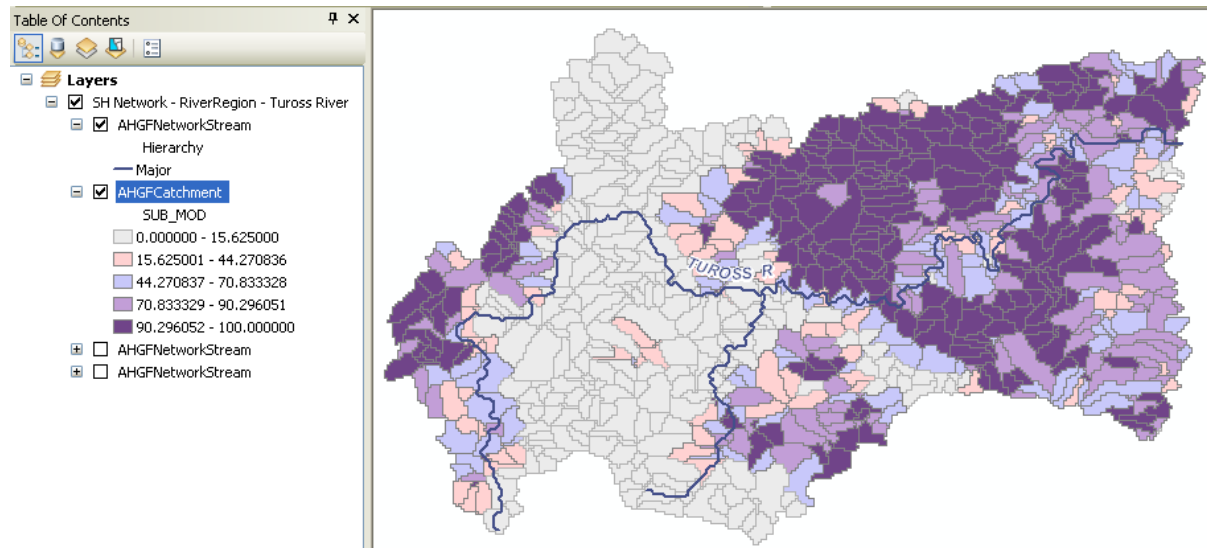 Table Of Contents
Layers
SH Network - RiverRegion - Tuross River
AHGFNetworkStream
Hierarchy
Major
AHGFCatchment
SUB_MOD
0.000000 - 15.625000
15.625001 - 44.270836
44.270837 - 70.833328
70.833329 - 90.296051
90.296052 - 100.000000
AHGFNetworkStream
AHGFNetworkStream
TUROSS R